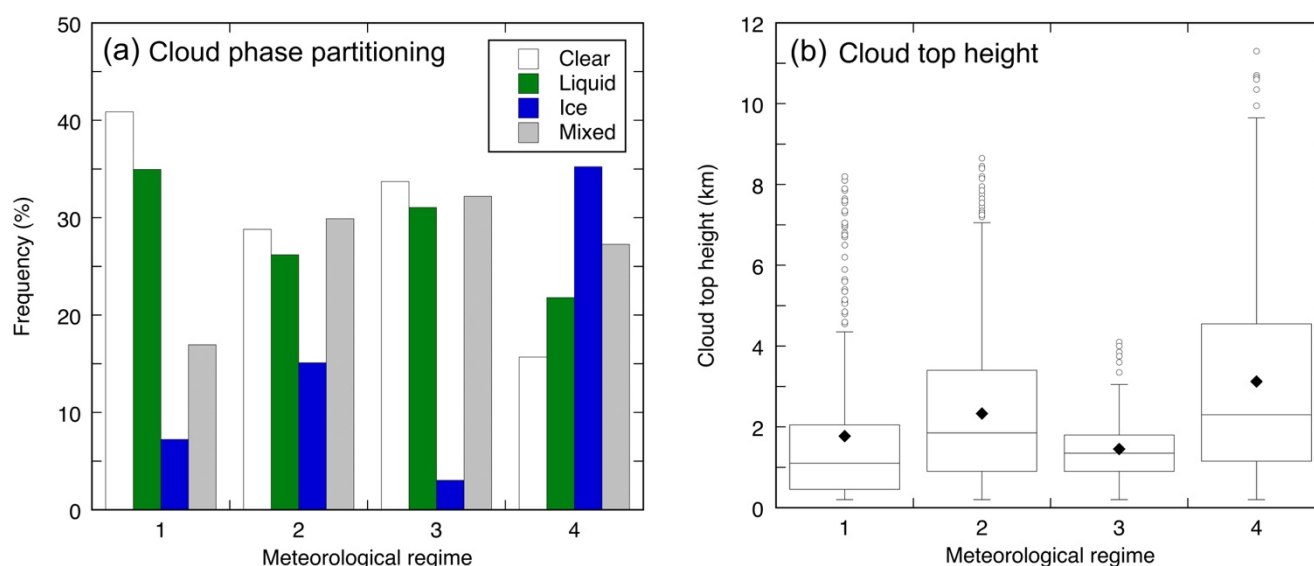 (a) Cloud phase partitioning
Clear
Liquid
Ice
Mixed
50
40
30
20
10
0
Frequency (%)
1 2 3 4
Meteorological regime
(b) Cloud top height
12
10
8
6
4
2
0
Cloud top height (km)
1 2 3 4
Meteorological regime